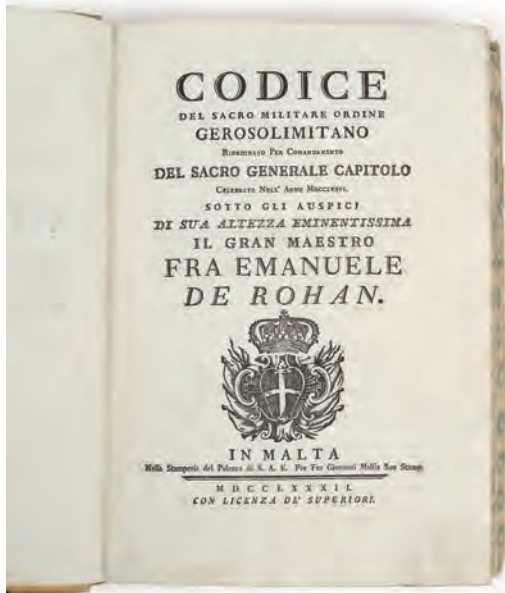 CODICE
DEL SACRO MILITARE ORDINE
GEROSOLIMITANO
RIORDINATO PER COMANDAMENTO
DEL SACRO GENERALE CAPITOLO
CELEBRATO NELL' ANNO MDCCLXXVI.
SOTTO GLI AUSPICJ
DI SUA ALTEZZA EMINENTISSIMA
IL GRAN MAESTRO
FRA EMANUELE
DE ROHAN.
IN MALTA
Nella Stamperia del Palazzo di S. A. E. Per Fra Giovanni Mallia Suo Stamp.
MDCCLXXXII.
CON LICENZA DE' SUPERIORI.